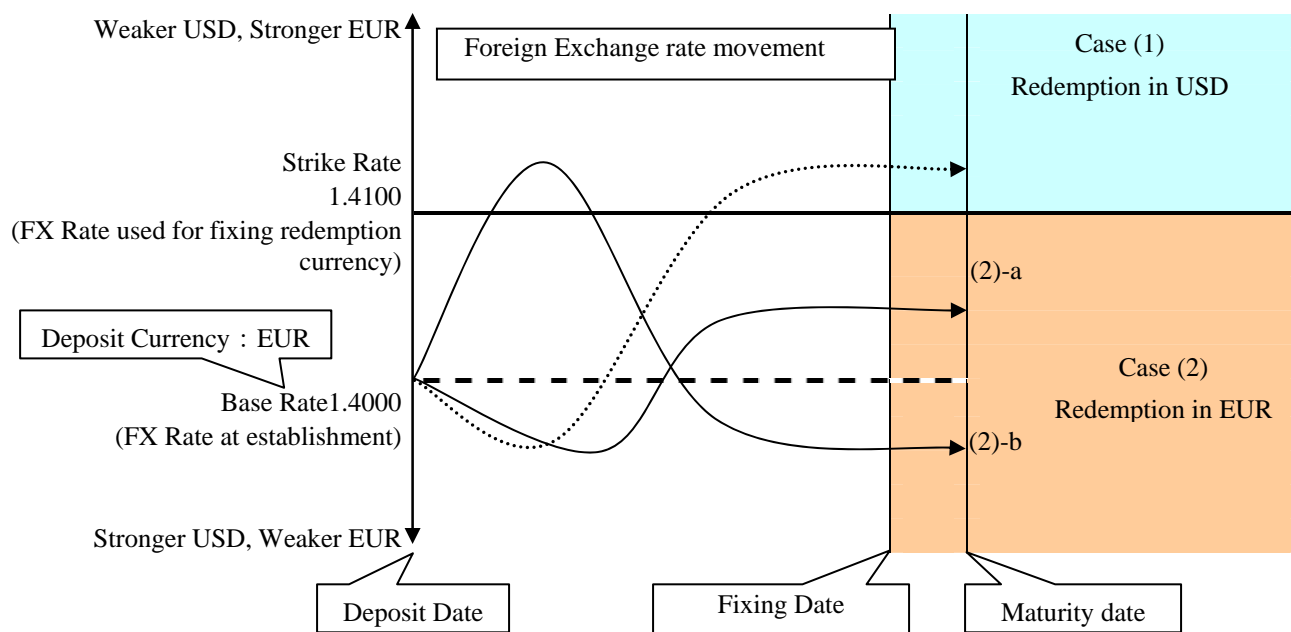 Weaker USD, Stronger EUR
Foreign Exchange rate movement
Case (1)
Redemption in USD
Strike Rate
1.4100
(FX Rate used for fixing redemption
currency)
(2)-a
Deposit Currency：EUR
Case (2)
Redemption in EUR
Base Rate1.4000
(FX Rate at establishment)
(2)-b
Stronger USD, Weaker EUR
Deposit Date
Fixing Date
Maturity date